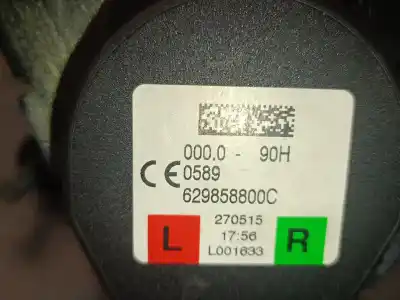 000.0 - 90H
CE 0589
629858800C
L
270515
17:56
L001633
R